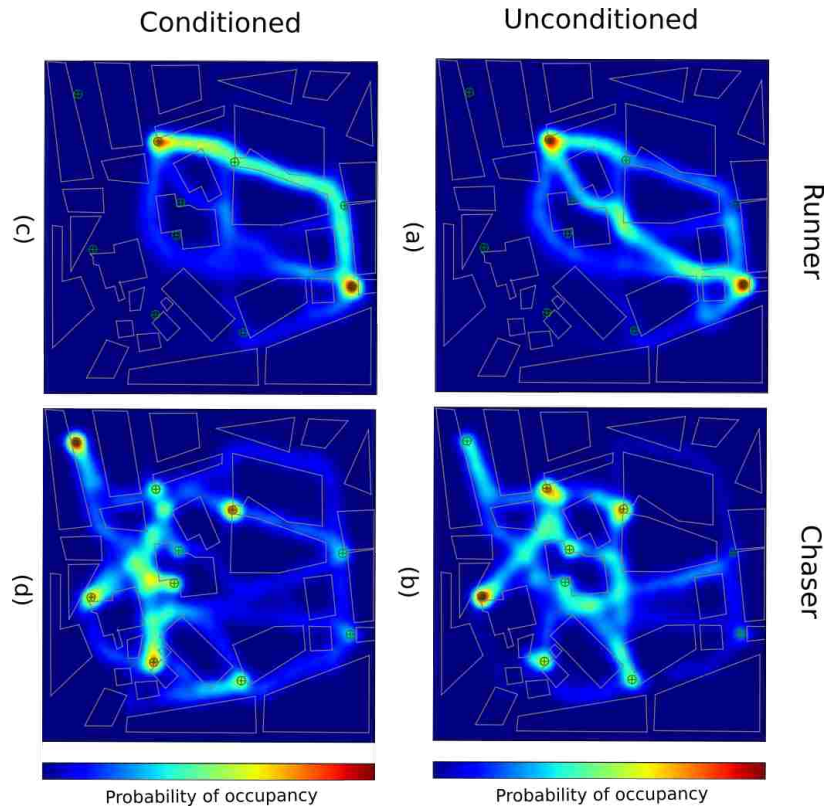 Conditioned
Unconditioned
(c)
(a)
Runner
(d)
(b)
Chaser
Probability of occupancy
Probability of occupancy